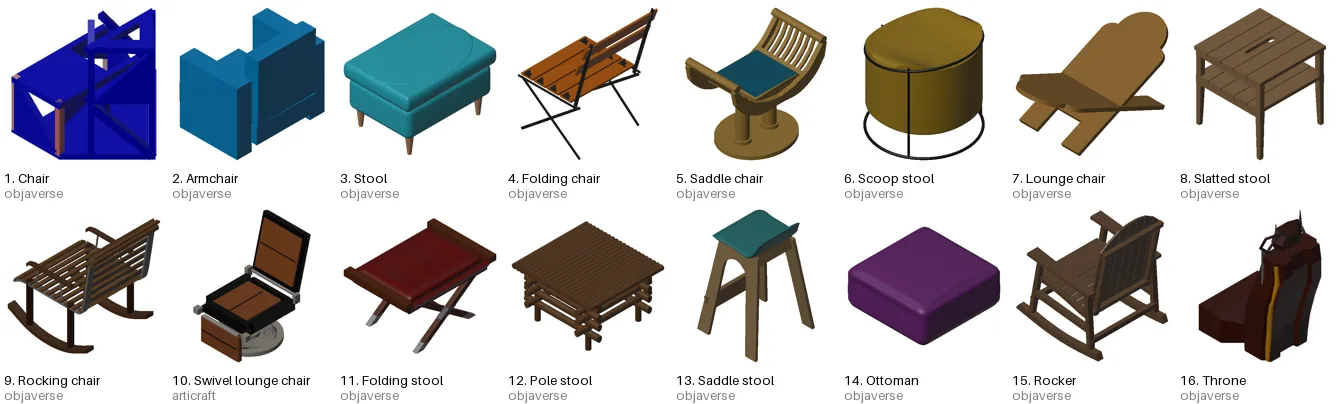 1. Chair
objaverse
2. Armchair
objaverse
3. Stool
objaverse
4. Folding chair
objaverse
5. Saddle chair
objaverse
6. Scoop stool
objaverse
7. Lounge chair
objaverse
8. Slatted stool
objaverse
9. Rocking chair
objaverse
10. Swivel lounge chair
articraft
11. Folding stool
objaverse
12. Pole stool
objaverse
13. Saddle stool
objaverse
14. Ottoman
objaverse
15. Rocker
objaverse
16. Throne
objaverse